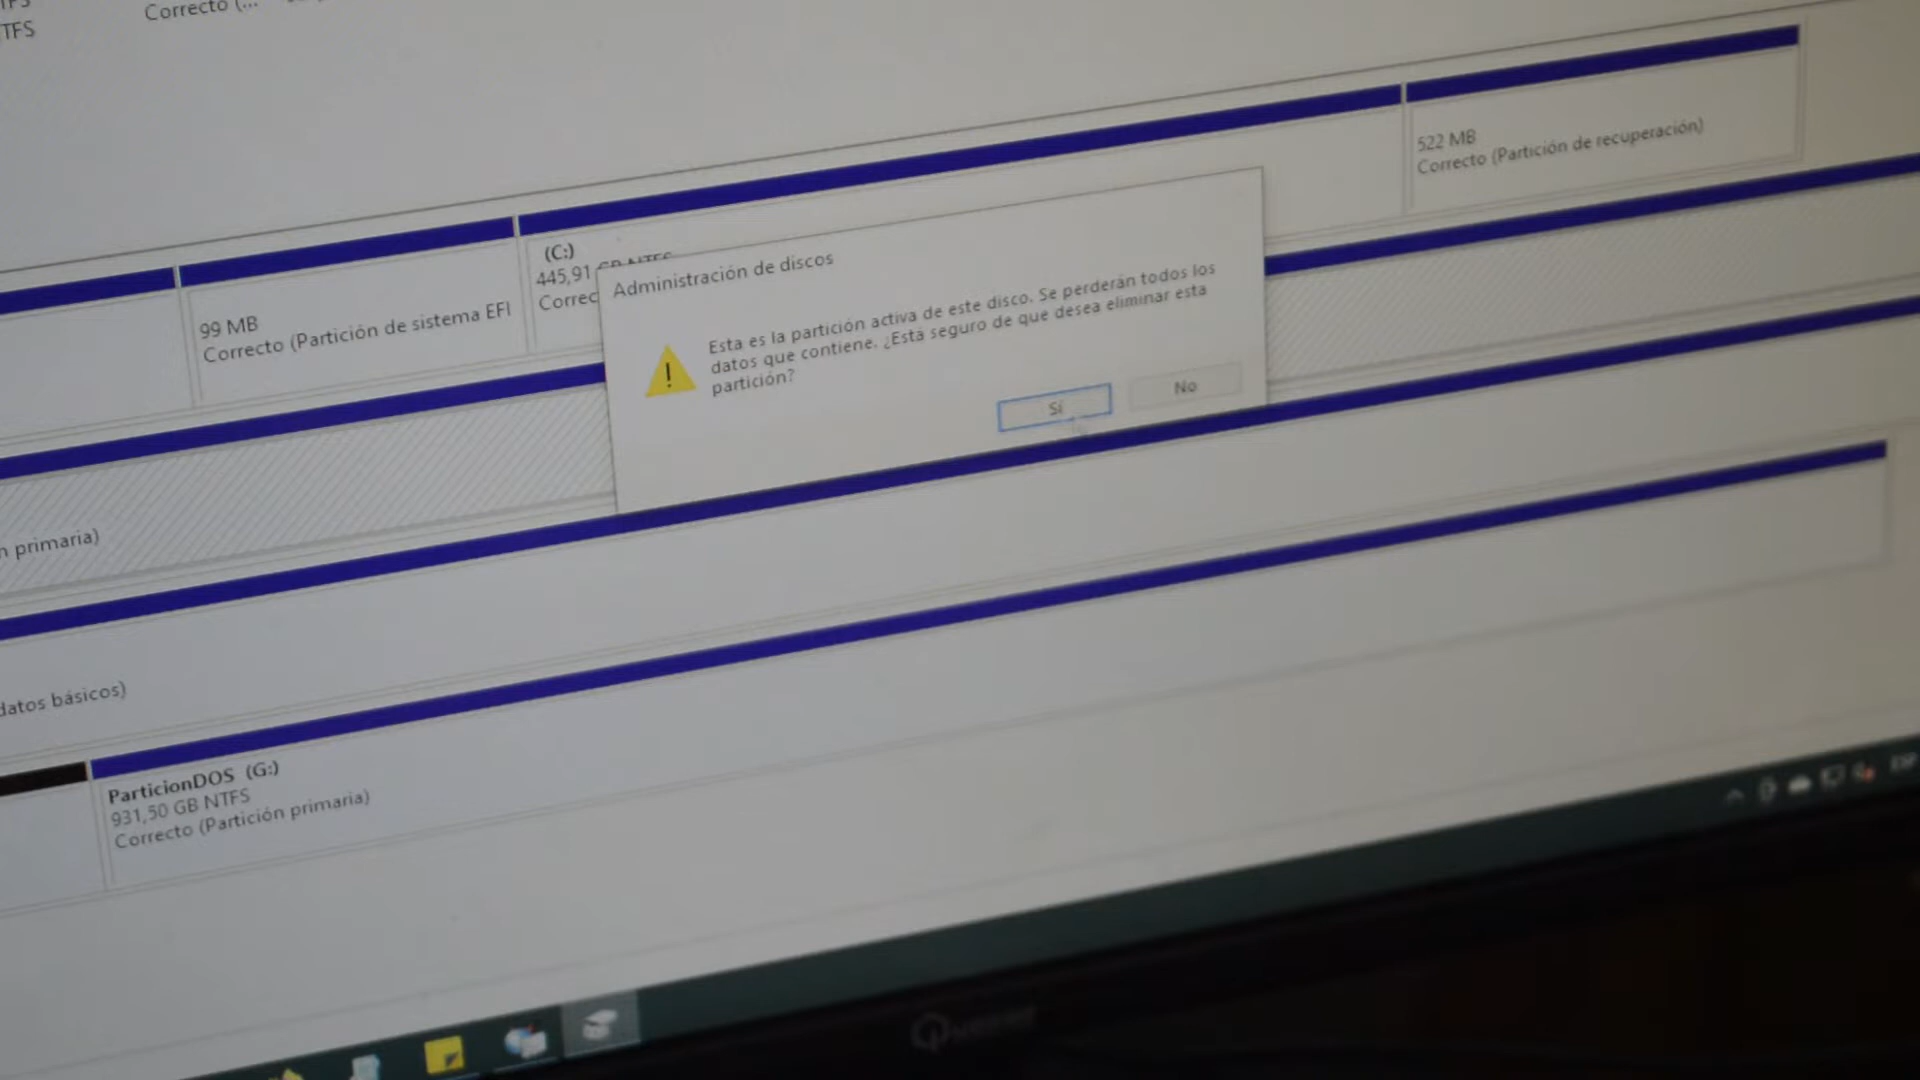 TFS
Correcto (...
522 MB
Correcto (Partición de recuperación)
(C:)
445,91 GB NTFS
Correc
99 MB
Correcto (Partición de sistema EFI
Administración de discos
Esta es la partición activa de este disco. Se perderán todos los
datos que contiene. ¿Está seguro de que desea eliminar esta
partición?
Sí
No
n primaria)
datos básicos)
ParticionDOS (G:)
931,50 GB NTFS
Correcto (Partición primaria)
ESP